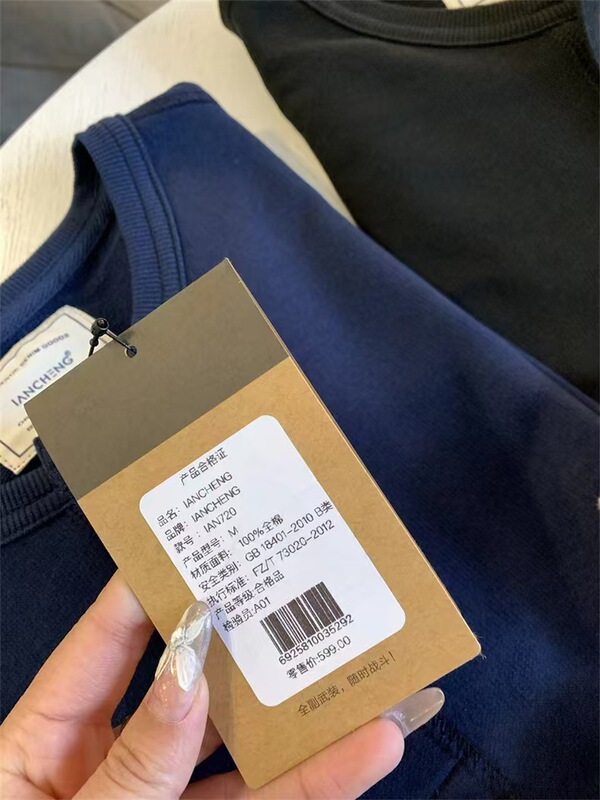 IANCHENG®
产品合格证
品名: IANCHENG
品牌: IANCHENG
款号: IAN720
产品型号: M
材质面料: 100%全棉
安全类别: GB 18401-2010 B类
执行标准: FZ/T 73020-2012
产品等级:合格品
检验员:A01
6925810035292
零售价:599.00
全副武装，随时战斗!